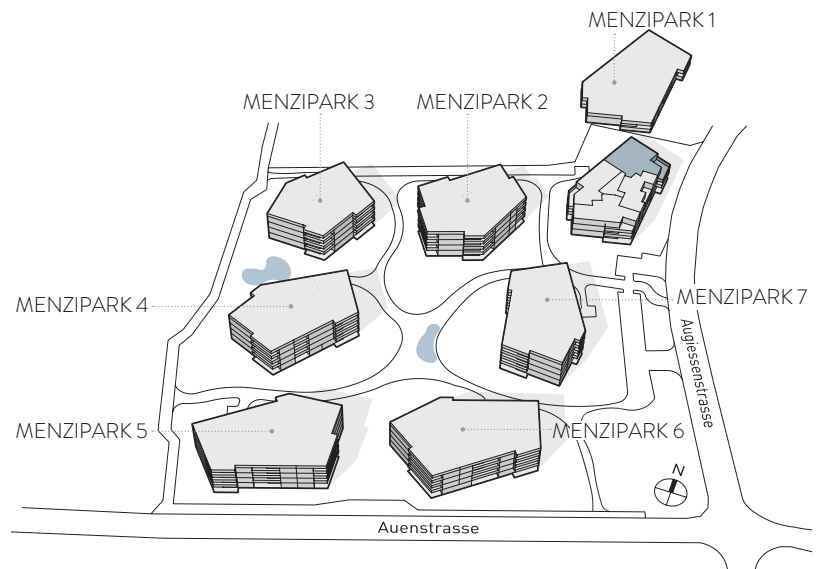 MENZIPARK 1
MENZIPARK 3
MENZIPARK 2
MENZIPARK 4
MENZIPARK 7
Augiessenstrasse
MENZIPARK 5
MENZIPARK 6
N
Auenstrasse